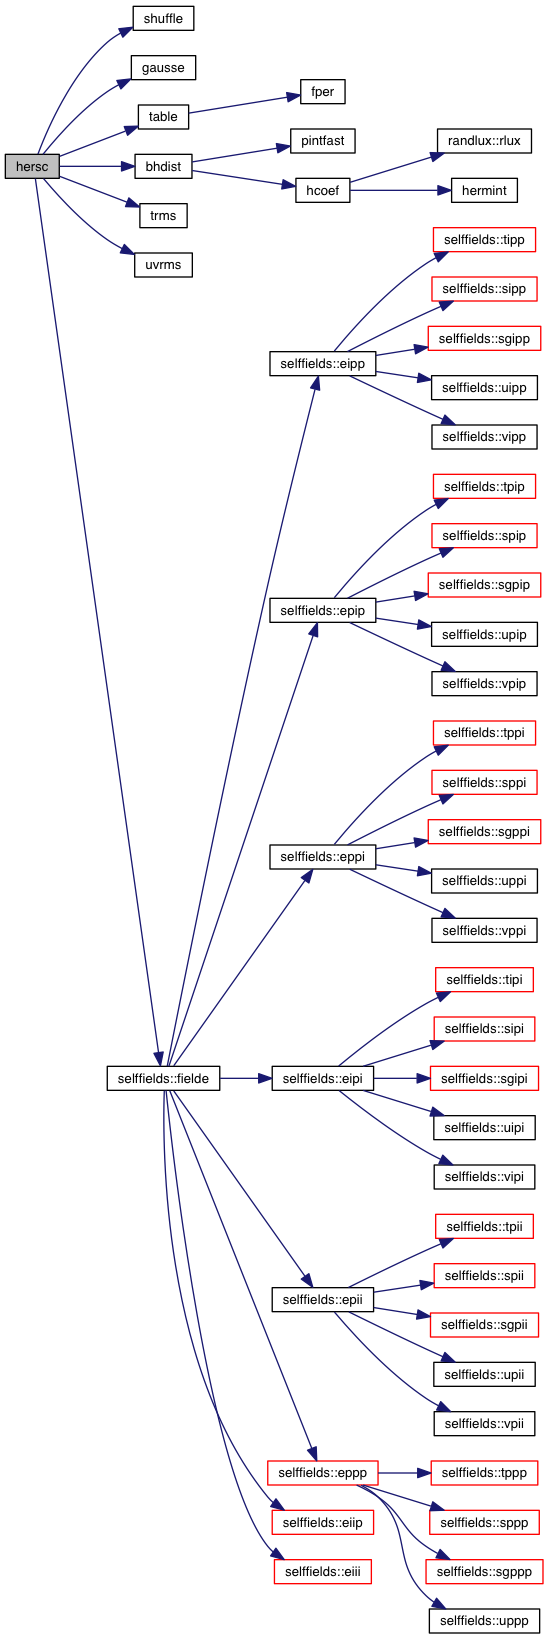 shuffle
gausse
table
fper
hersc
bhdist
pintfast
hcoef
randlux::rlux
hermint
trms
uvrms
selffields::tipp
selffields::sipp
selffields::sgipp
selffields::eipp
selffields::uipp
selffields::vipp
selffields::tpip
selffields::spip
selffields::sgpip
selffields::epip
selffields::upip
selffields::vpip
selffields::tppi
selffields::sppi
selffields::sgppi
selffields::eppi
selffields::uppi
selffields::vppi
selffields::tipi
selffields::sipi
selffields::fielde
selffields::eipi
selffields::sgipi
selffields::uipi
selffields::vipi
selffields::tpii
selffields::spii
selffields::epii
selffields::sgpii
selffields::upii
selffields::vpii
selffields::eppp
selffields::tppp
selffields::eiip
selffields::sppp
selffields::eiii
selffields::sgppp
selffields::uppp